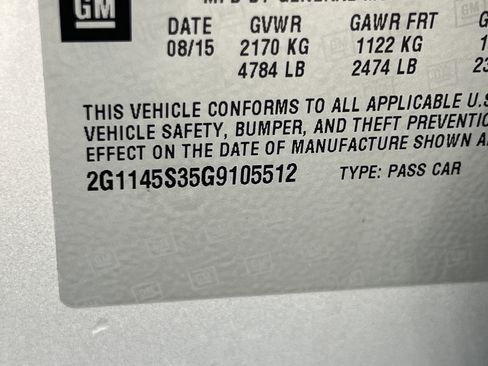 GM
DATE GVWR GAWR FRT
08/15 2170 KG 1122 KG
4784 LB 2474 LB
THIS VEHICLE CONFORMS TO ALL APPLICABLE U.S
VEHICLE SAFETY, BUMPER, AND THEFT PREVENTIO
EFFECT ON THE DATE OF MANUFACTURE SHOWN A
2G1145S35G9105512 TYPE: PASS CAR